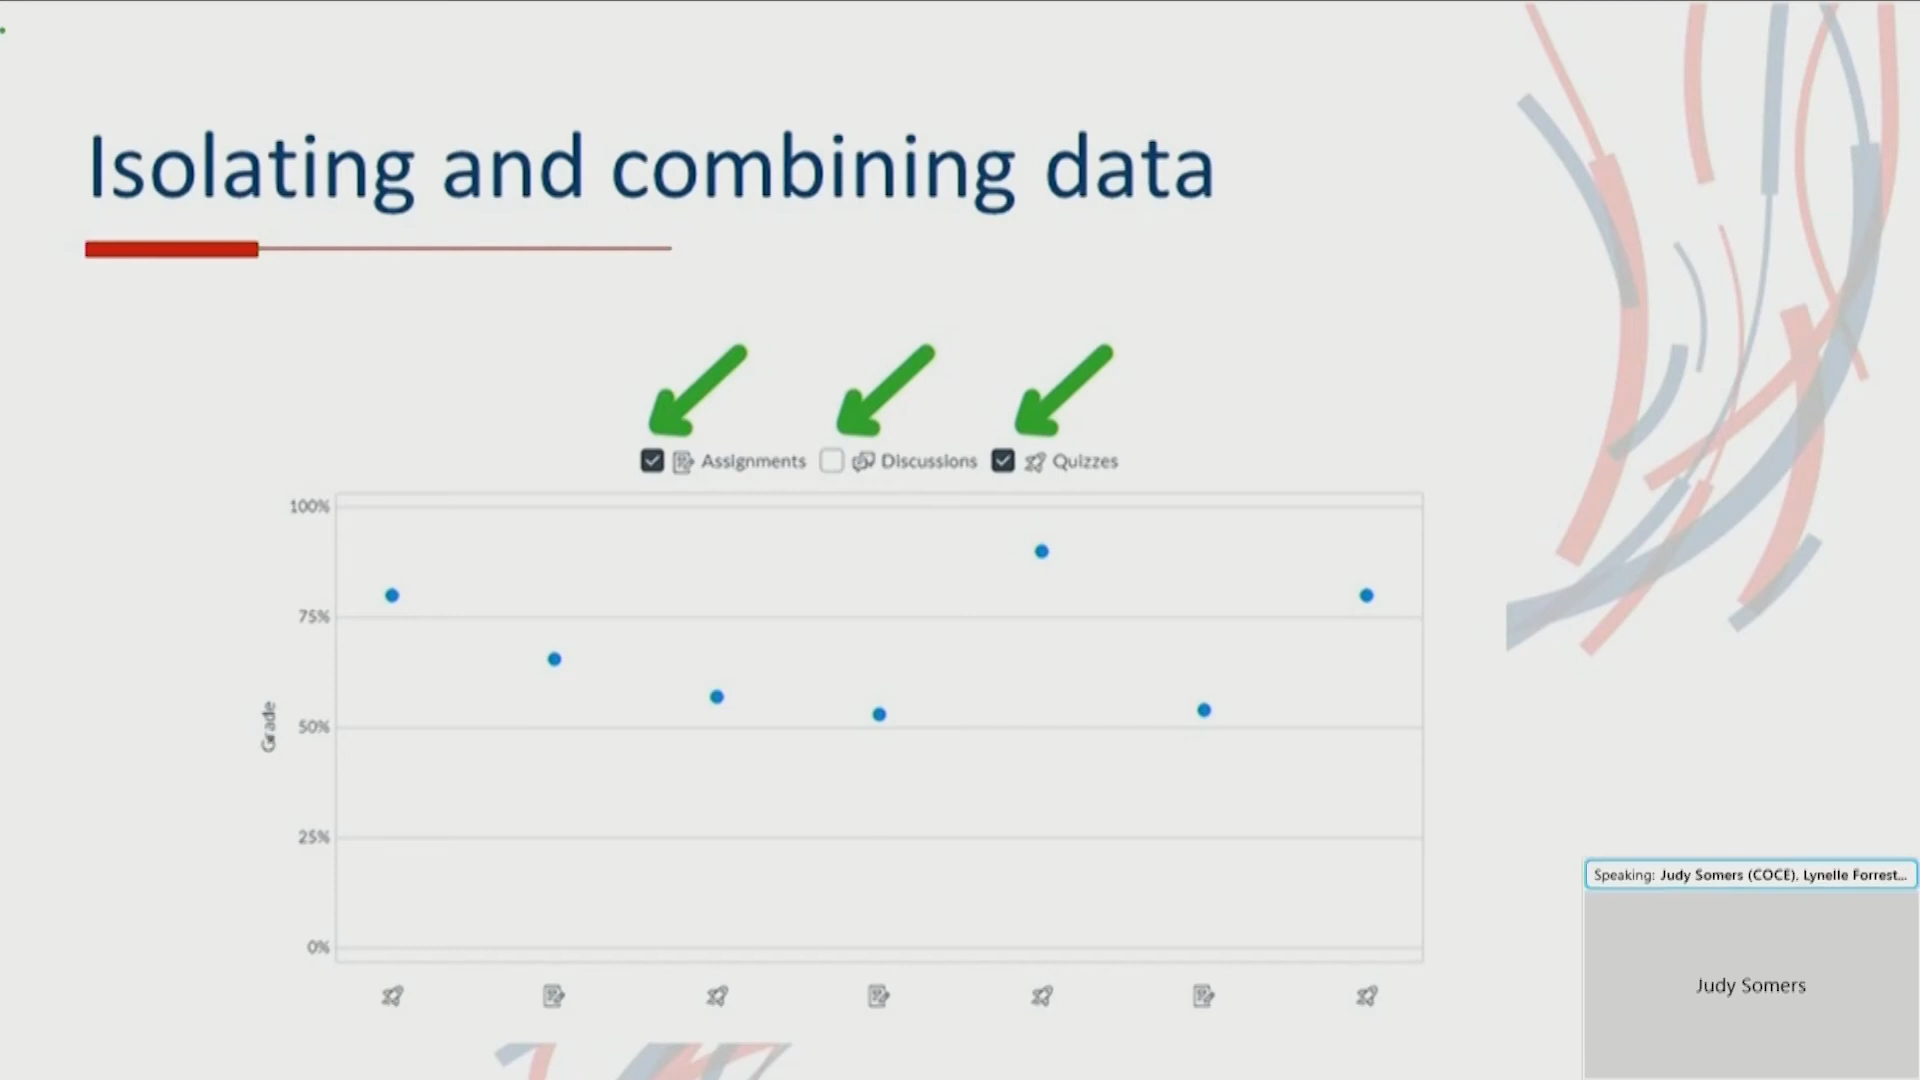 Isolating and combining data
Assignments Discussions Quizzes
100%
75%
50%
25%
0%
Grade
Speaking: Judy Somers (COCE), Lynelle Forrest...
Judy Somers